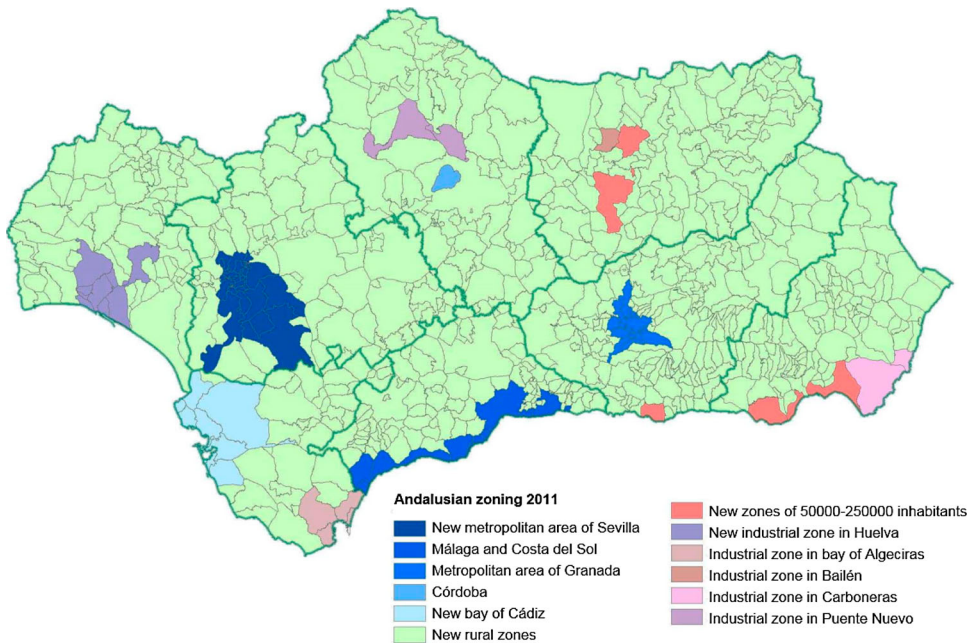 Andalusian zoning 2011
New metropolitan area of Sevilla
Málaga and Costa del Sol
Metropolitan area of Granada
Córdoba
New bay of Cádiz
New rural zones
New zones of 50000-250000 inhabitants
New industrial zone in Huelva
Industrial zone in bay of Algeciras
Industrial zone in Bailén
Industrial zone in Carboneras
Industrial zone in Puente Nuevo